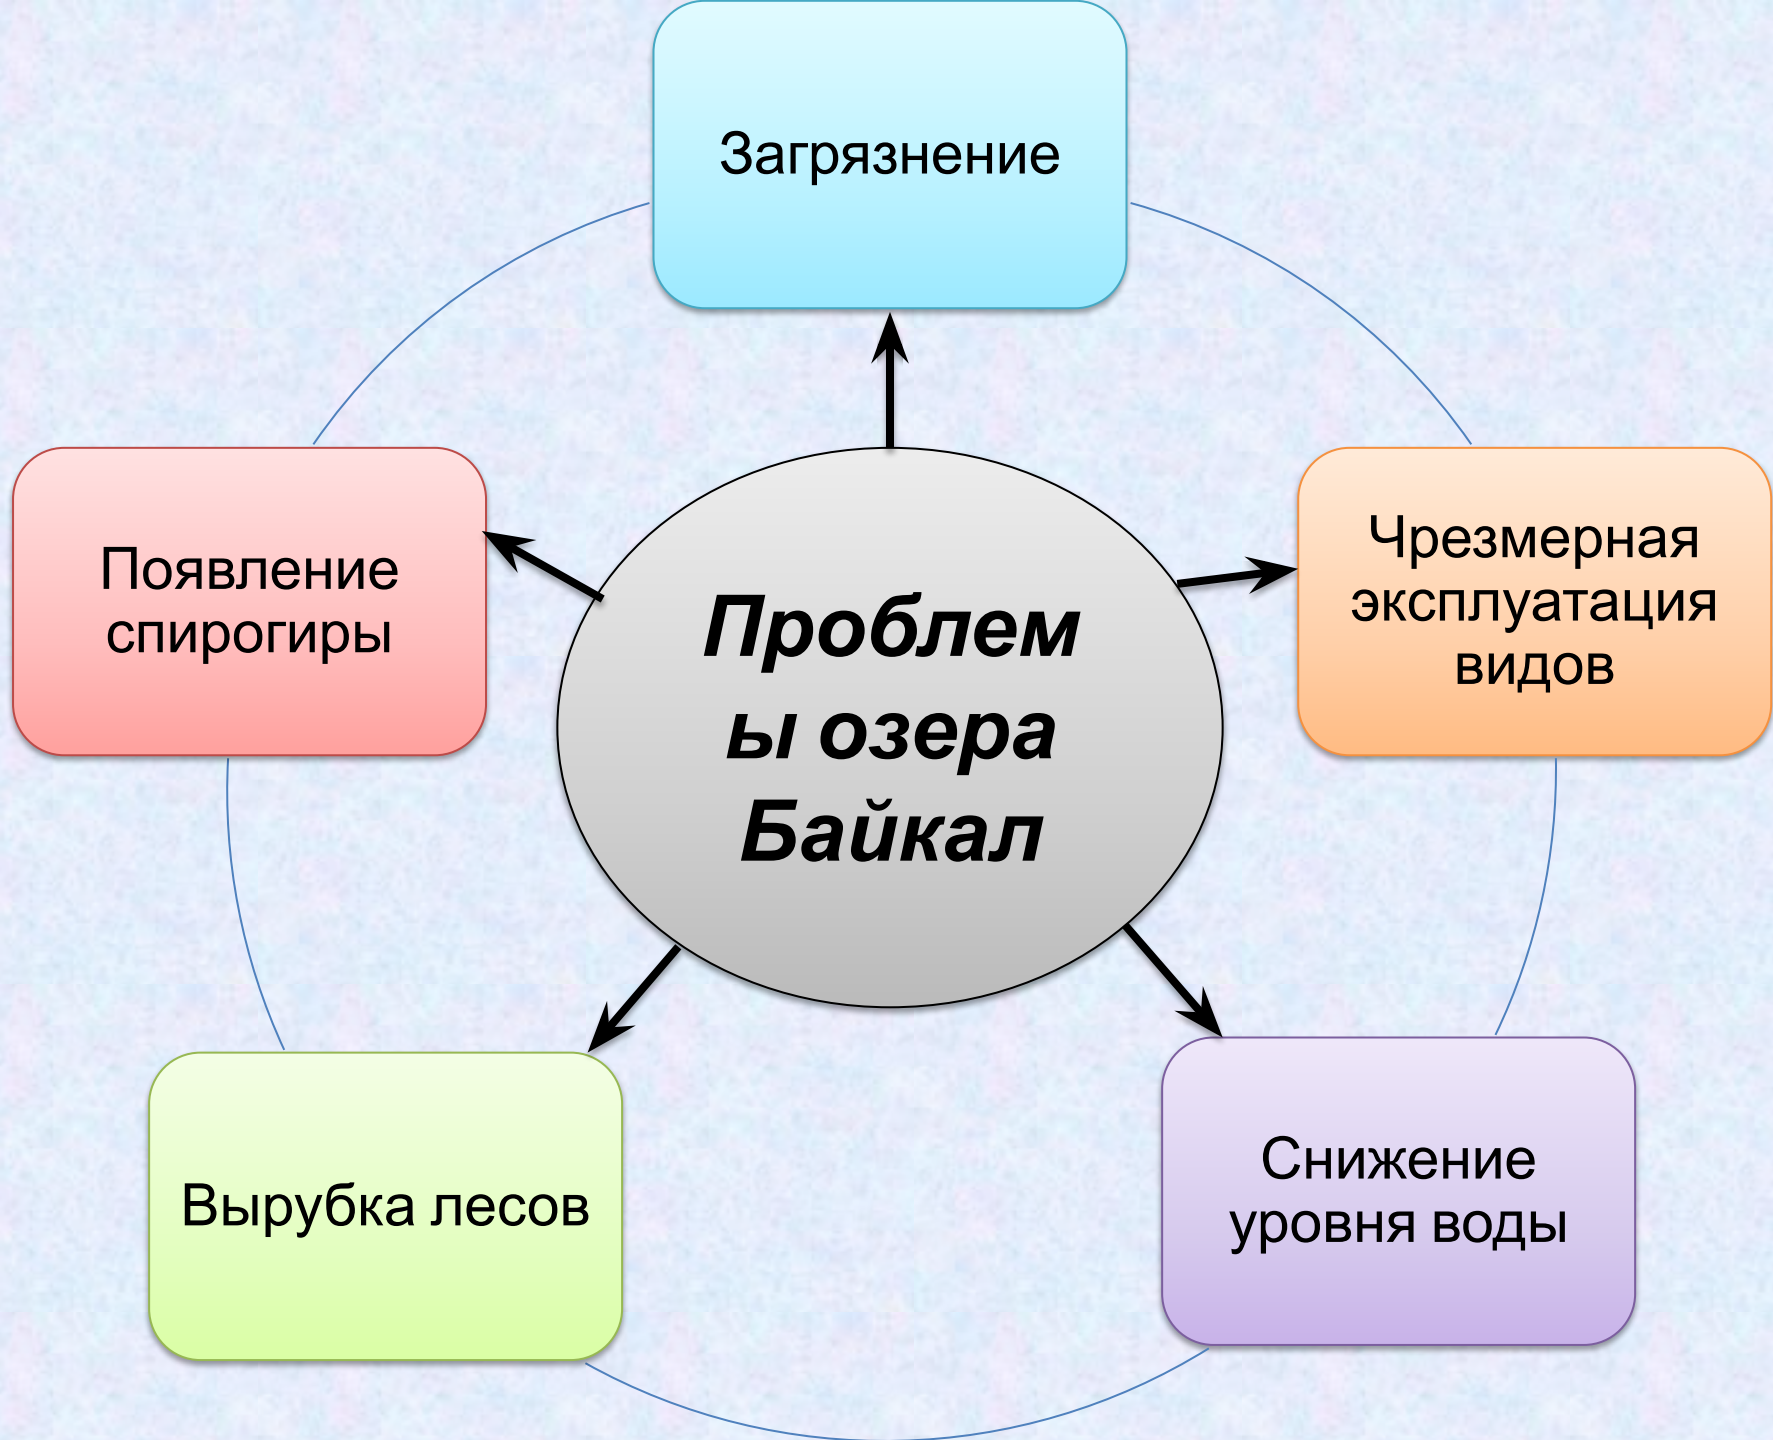 Загрязнение
Появление
спирогиры
Проблем
ы озера
Байкал
Чрезмерная
эксплуатация
видов
Вырубка лесов
Снижение
уровня воды